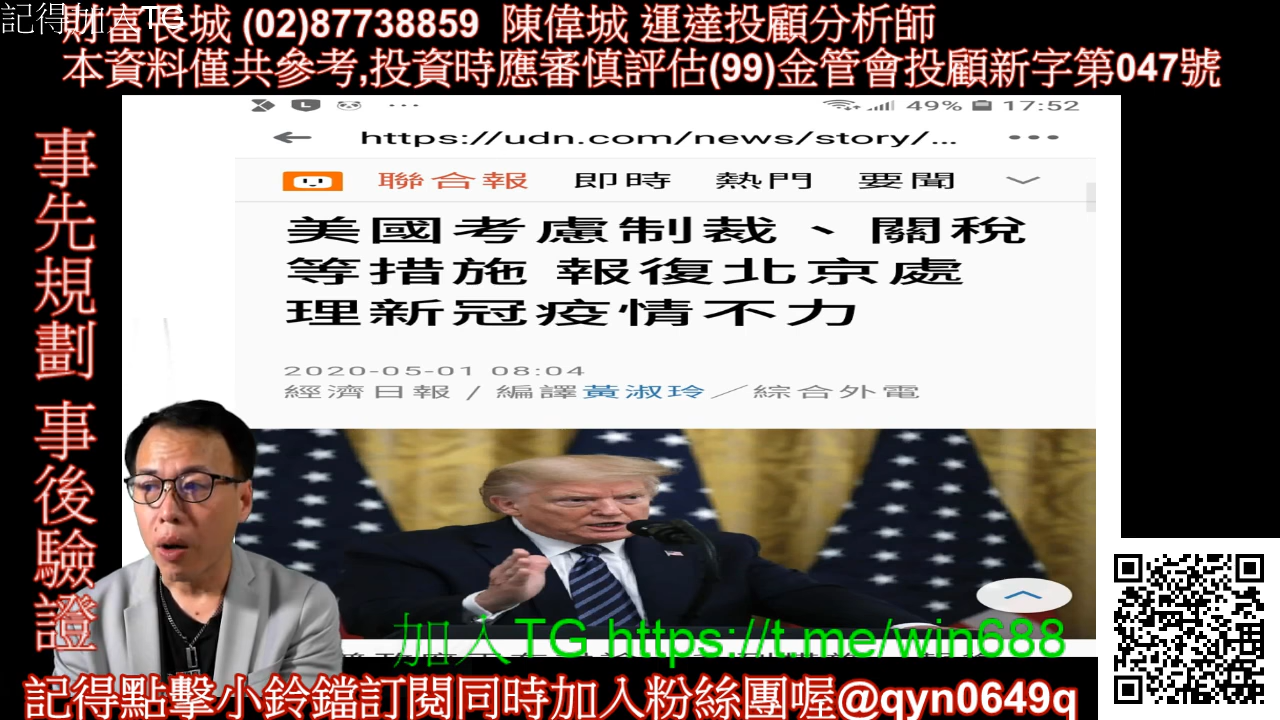 記得加入TG
財富長城 (02)87738859 陳偉城 運達投顧分析師
本資料僅共參考,投資時應審慎評估(99)金管會投顧新字第047號
事先規劃 事後驗證
49% 17:52
https://udn.com/news/story/...
聯合報 即時 熱門 要聞
美國考慮制裁、關稅
等措施 報復北京處
理新冠疫情不力
2020-05-01 08:04
經濟日報 / 編譯黃淑玲／綜合外電
加入TG https://t.me/win688
記得點擊小鈴鐺訂閱同時加入粉絲團喔@qyn0649q